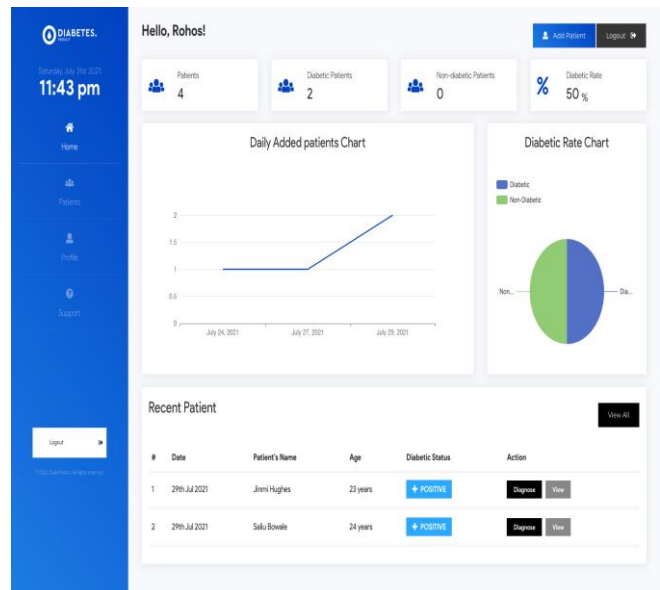 DIABETES.
PREDICT
Saturday, July 31st 2021
11:43 pm
Home
Patients
Profile
Support
Logout
Hello, Rohos!
Add Patient
Logout
Patients
4
Diabetic Patients
2
Non-diabetic Patients
0
Diabetic Rate
50 %
Daily Added patients Chart
2
1.5
1
0.5
0
July 24, 2021
July 27, 2021
July 29, 2021
Diabetic Rate Chart
Diabetic
Non-Diabetic
Non...
Dia...
Recent Patient
View All
# Date Patient's Name Age Diabetic Status Action
1 29th Jul 2021 Jinmi Hughes 23 years POSITIVE Diagnose View
2 29th Jul 2021 Saliu Bowale 24 years POSITIVE Diagnose View